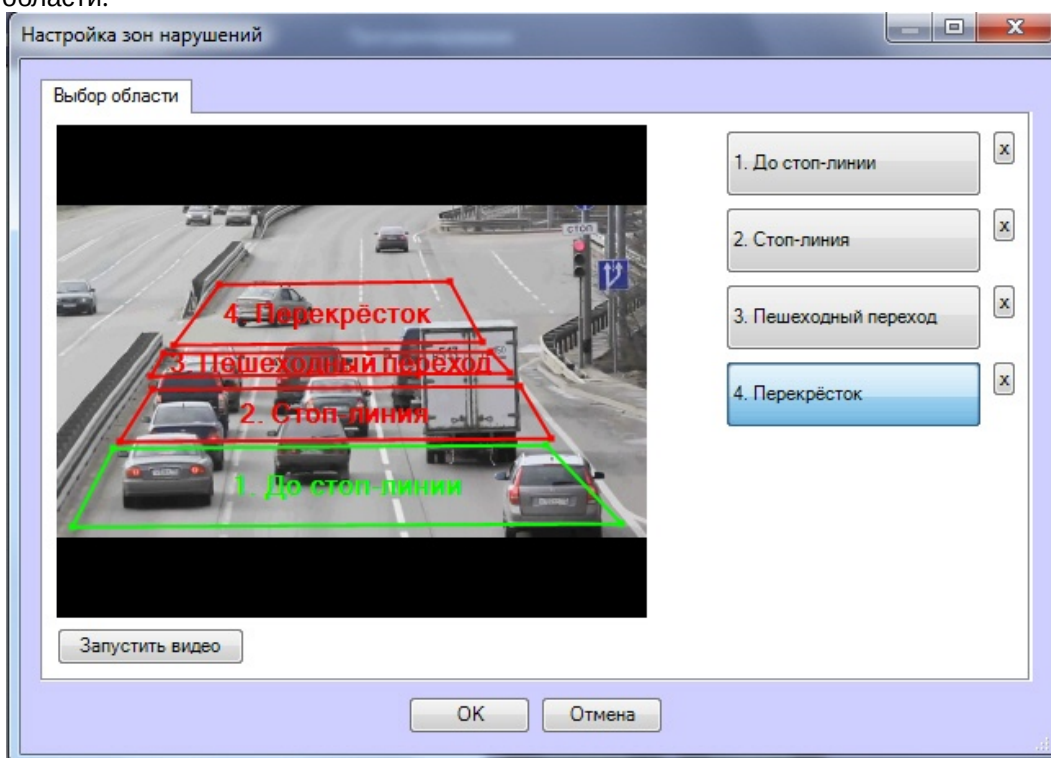 области.
Настройка зон нарушений
X
Выбор области
1. До стоп-линии
x
2. Стоп-линия
x
3. Пешеходный переход
x
4. Перекрёсток
x
СТОП
4. Перекрёсток
3. Пешеходный переход
2. Стоп-линия
1. До стоп-линии
Запустить видео
OK
Отмена